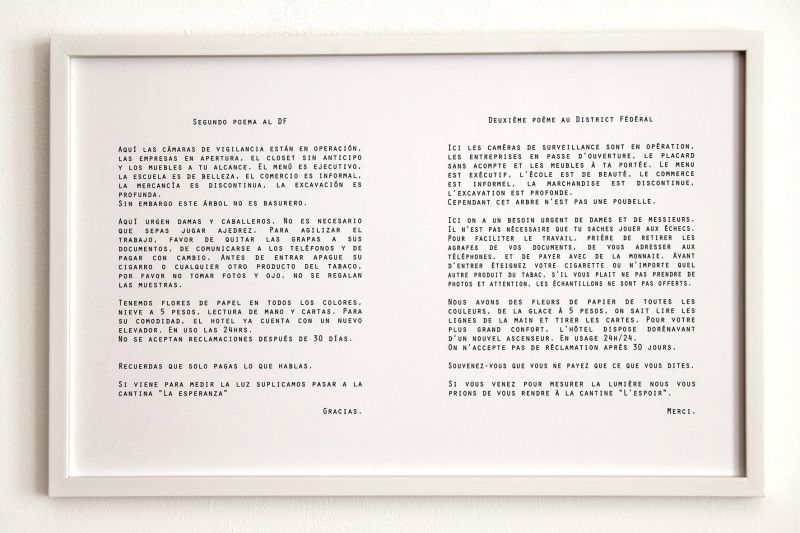 Segundo poema al DF
Aquí las cámaras de vigilancia están en operación,
las empresas en apertura, el closet sin anticipo
y los muebles a tu alcance. El menú es ejecutivo,
la escuela es de belleza, el comercio es informal,
la mercancía es discontinua, la excavación es
profunda.
Sin embargo este árbol no es basurero.
Aquí urgen damas y caballeros. No es necesario
que sepas jugar ajedrez. Para agilizar el
trabajo, favor de quitar las grapas a sus
documentos, de comunicarse a los teléfonos y de
pagar con cambio. Antes de entrar apague su
cigarro o cualquier otro producto del tabaco,
por favor no tomar fotos y ojo, no se regalan
las muestras.
Tenemos flores de papel en todos los colores,
nieve a 5 pesos, lectura de mano y cartas. Para
su comodidad, el hotel ya cuenta con un nuevo
elevador. En uso las 24hrs.
No se aceptan reclamaciones después de 30 días.
Recuerdas que solo pagas lo que hablas.
Si viene para medir la luz suplicamos pasar a la
cantina "La esperanza"
Gracias.
Deuxième poème au District Fédéral
Ici les caméras de surveillance sont en opération,
les entreprises en passe d'ouverture, le placard
sans acompte et les meubles à ta portée. Le menu
est exécutif, l'école est de beauté, le commerce
est informel, la marchandise est discontinue,
l'excavation est profonde.
Cependant cet arbre n'est pas une poubelle.
Ici on a un besoin urgent de dames et de messieurs.
Il n'est pas nécessaire que tu saches jouer aux échecs.
Pour faciliter le travail, prière de retirer les
agrafes de vos documents, de vous adresser aux
téléphones, et de payer avec de la monnaie. Avant
d'entrer éteignez votre cigarette ou n'importe quel
autre produit du tabac, s'il vous plait ne pas prendre de
photos et attention, les échantillons ne sont pas offerts.
Nous avons des fleurs de papier de toutes les
couleurs, de la glace à 5 pesos, on sait lire les
lignes de la main et tirer les cartes. Pour votre
plus grand confort, l'hôtel dispose dorénavant
d'un nouvel ascenseur. En usage 24h/24.
On n'accepte pas de réclamation après 30 jours.
Souvenez-vous que vous ne payez que ce que vous dites.
Si vous venez pour mesurer la lumière nous vous
prions de vous rendre à la cantine "L'espoir".
Merci.